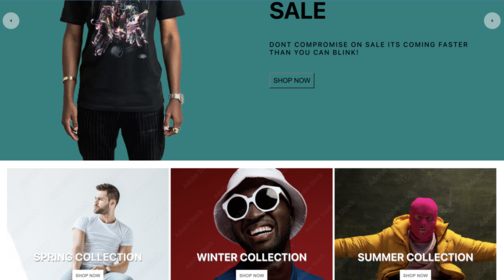 SALE
DONT COMPROMISE ON SALE ITS COMING FASTER
THAN YOU CAN BLINK!
SHOP NOW
SPRING COLLECTION
SHOP NOW
WINTER COLLECTION
SHOP NOW
SUMMER COLLECTION
SHOP NOW